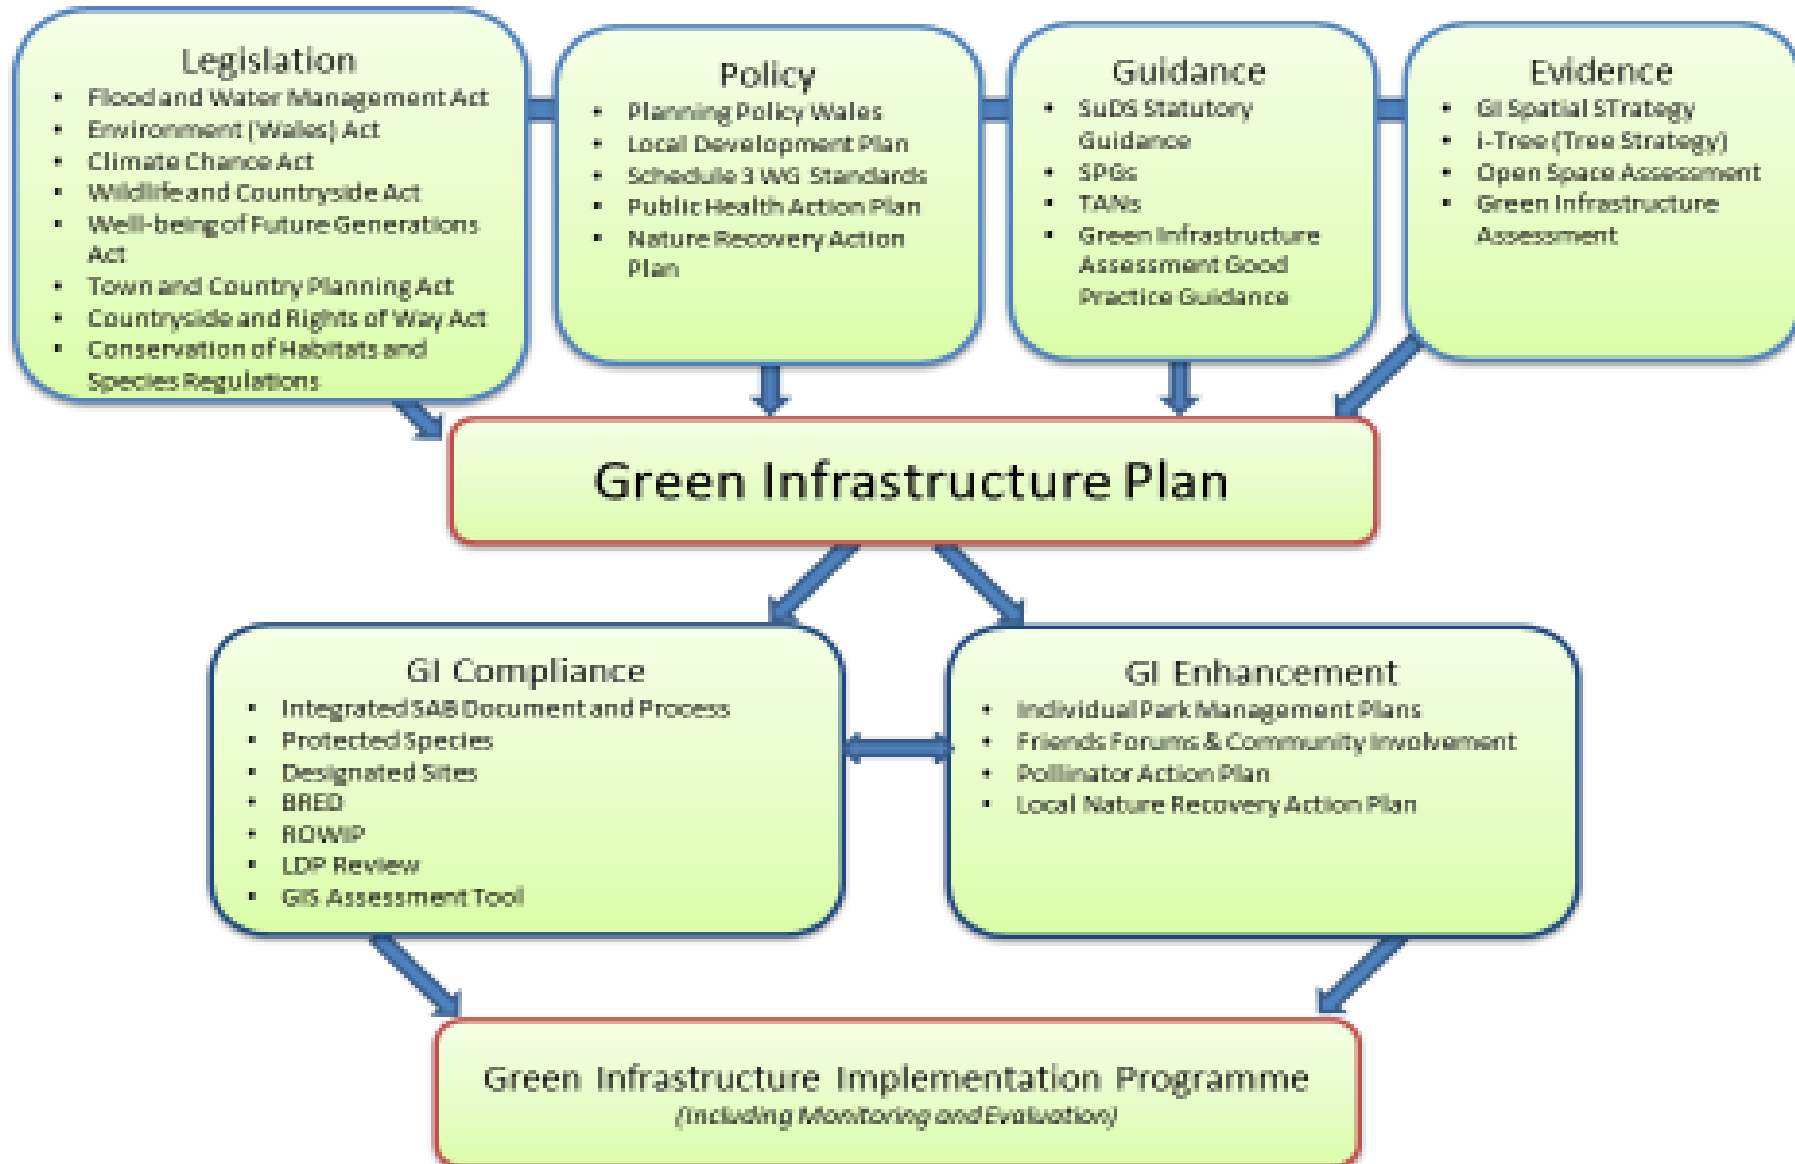 Legislation
• Flood and Water Management Act
• Environment (Wales) Act
• Climate Chance Act
• Wildlife and Countryside Act
• Well-being of Future Generations
Act
• Town and Country Planning Act
• Countryside and Rights of Way Act
• Conservation of Habitats and
Species Regulations
Policy
• Planning Policy Wales
• Local Development Plan
• Schedule 3 WG Standards
• Public Health Action Plan
• Nature Recovery Action
Plan
Guidance
• SuDS Statutory
Guidance
• SPGs
• TANs
• Green Infrastructure
Assessment Good
Practice Guidance
Evidence
• GI Spatial STrategy
• i-Tree (Tree Strategy)
• Open Space Assessment
• Green Infrastructure
Assessment
Green Infrastructure Plan
GI Compliance
• Integrated SAB Document and Process
• Protected Species
• Designated Sites
• BRED
• ROWIP
• LDP Review
• GIS Assessment Tool
GI Enhancement
• Individual Park Management Plans
• Friends Forums & Community Involvement
• Pollinator Action Plan
• Local Nature Recovery Action Plan
Green Infrastructure Implementation Programme
(Including Monitoring and Evaluation)